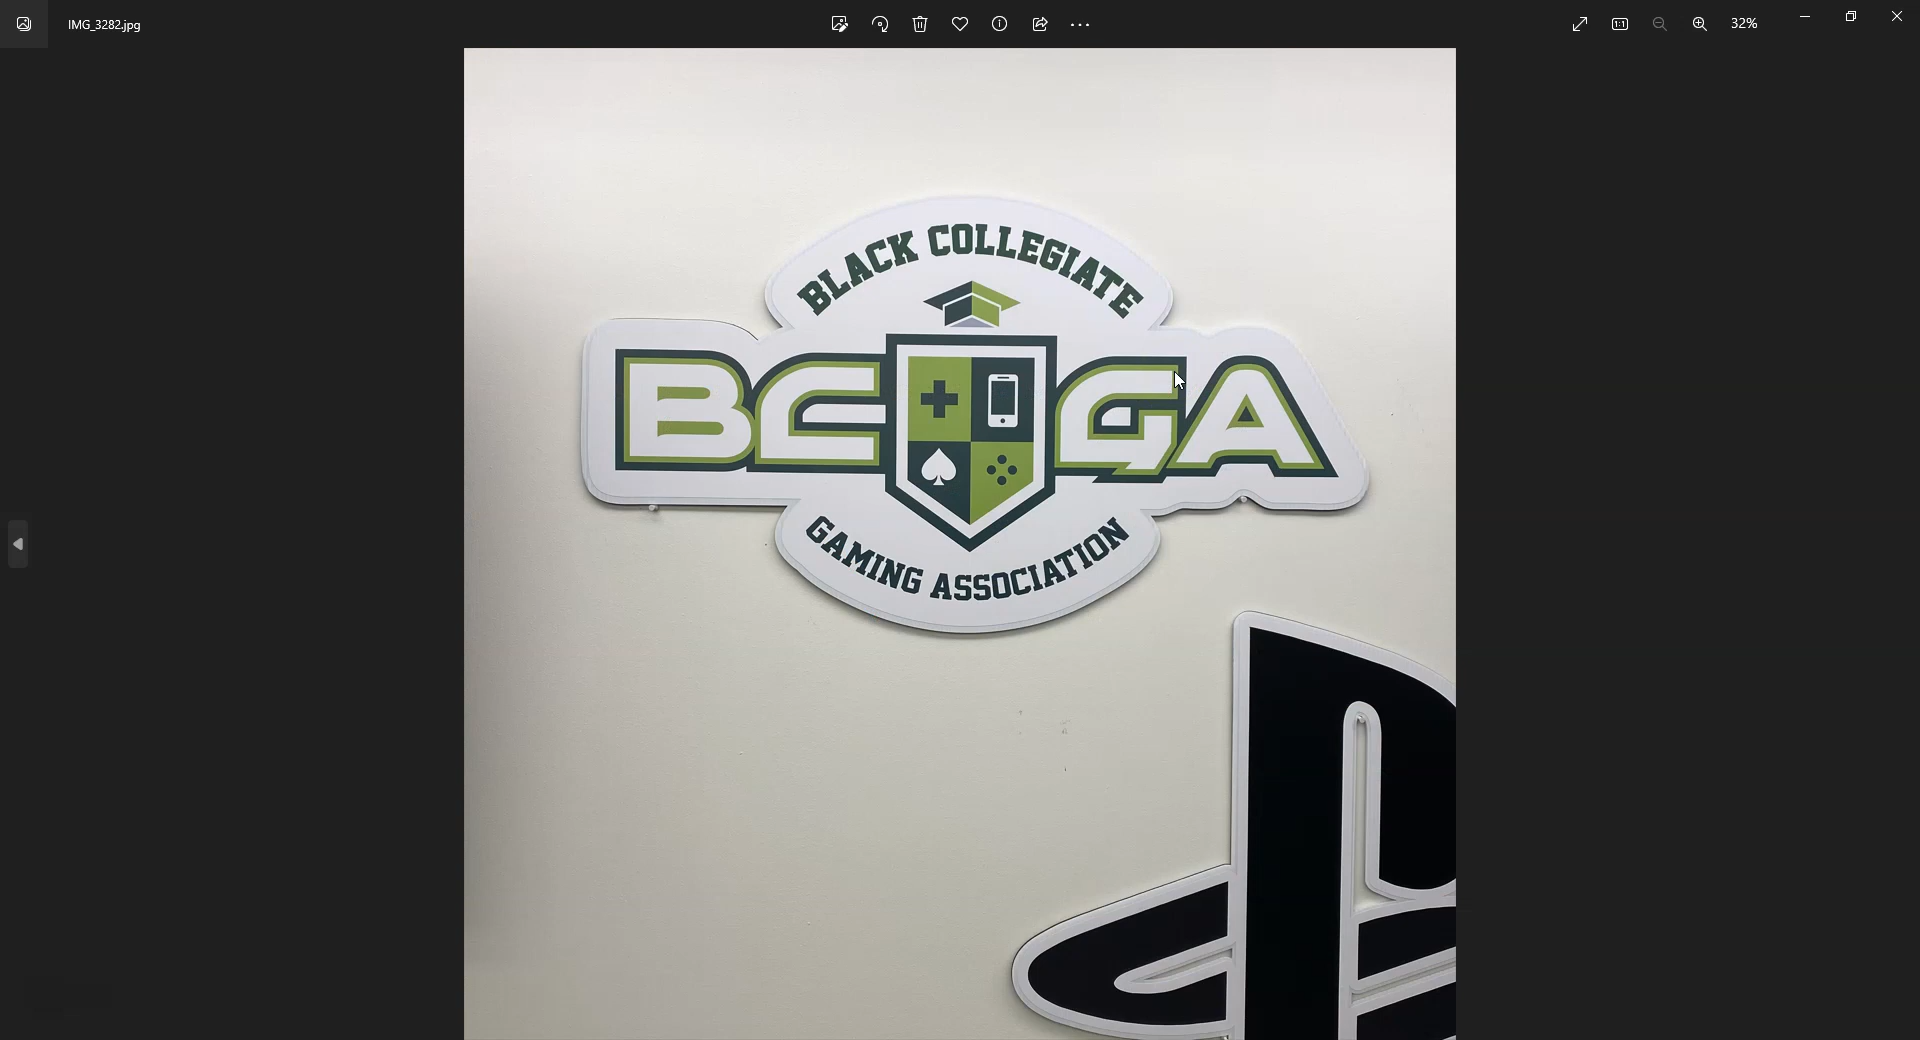 IMG_3282.jpg
32%
BLACK COLLEGIATE
BCGA
GAMING ASSOCIATION